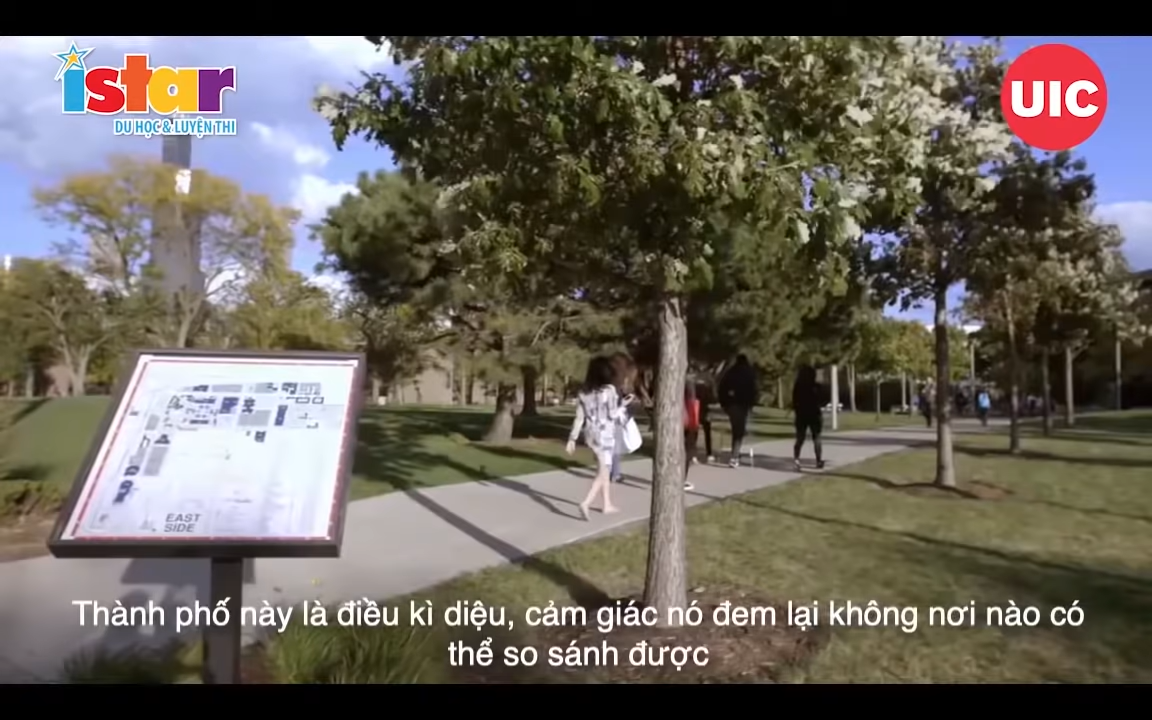 istar
DU HỌC & LUYỆN THI
UIC
EAST
SIDE
Thành phố này là điều kì diệu, cảm giác nó đem lại không nơi nào có
thể so sánh được